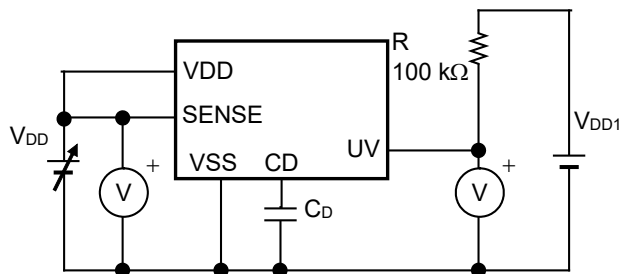 R
100 kΩ
VDD
SENSE
VDD
VDD1
UV
VSS CD
+
V
+
V
CD